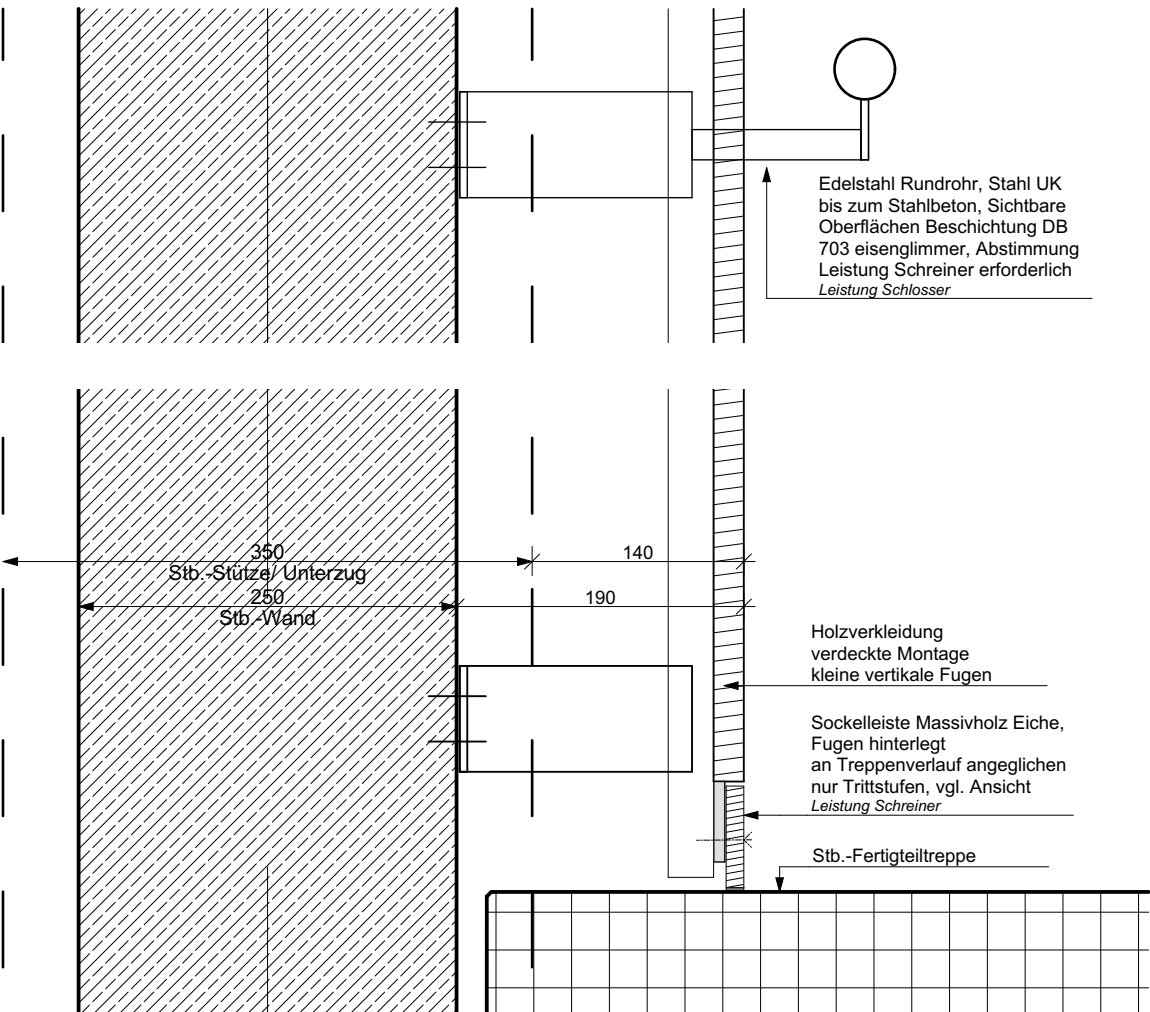 Edelstahl Rundrohr, Stahl UK
bis zum Stahlbeton, Sichtbare
Oberflächen Beschichtung DB
703 eisenglimmer, Abstimmung
Leistung Schreiner erforderlich
Leistung Schlosser
350
140
Stb.-Stütze/ Unterzug
250
190
Stb.-Wand
Holzverkleidung
verdeckte Montage
kleine vertikale Fugen
Sockelleiste Massivholz Eiche,
Fugen hinterlegt
an Treppenverlauf angeglichen
nur Trittstufen, vgl. Ansicht
Leistung Schreiner
Stb.-Fertigteiltreppe